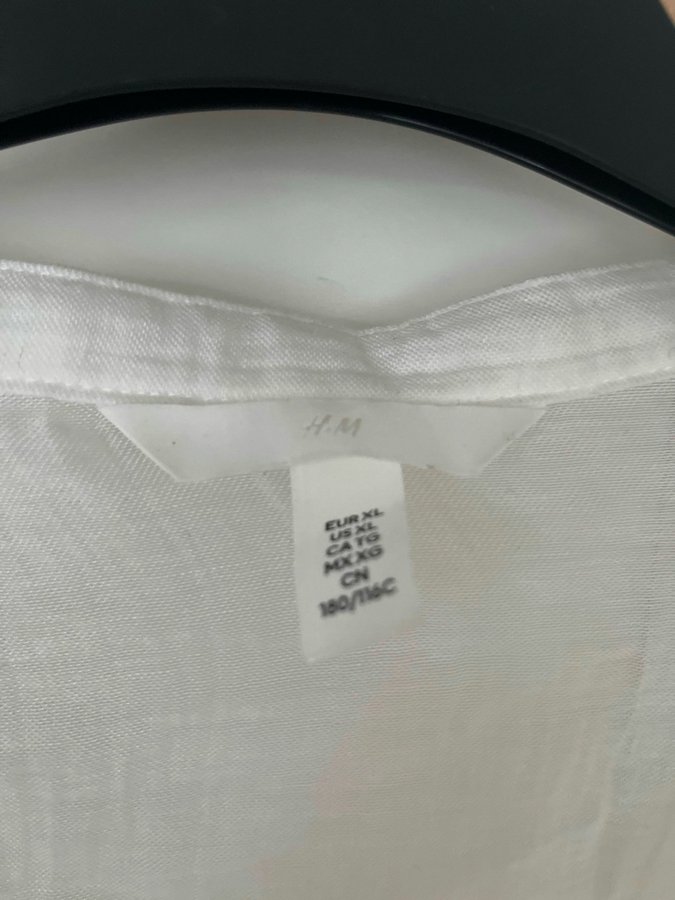 H.M
EUR XL
US XL
CA TG
MX XG
CN
180/116C